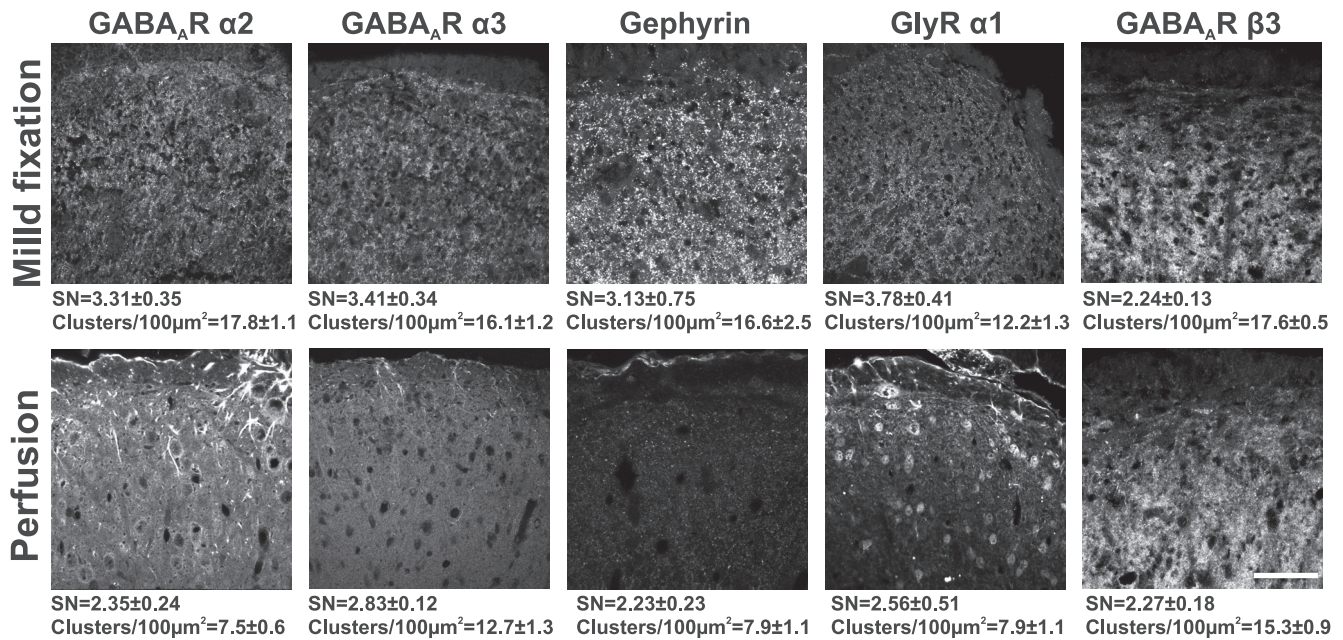 GABA_AR α2 GABA_AR α3 Gephyrin GlyR α1 GABA_AR β3
Milld fixation
SN=3.31±0.35 SN=3.41±0.34 SN=3.13±0.75 SN=3.78±0.41 SN=2.24±0.13
Clusters/100μm²=17.8±1.1 Clusters/100μm²=16.1±1.2 Clusters/100μm²=16.6±2.5 Clusters/100μm²=12.2±1.3 Clusters/100μm²=17.6±0.5
Perfusion
SN=2.35±0.24 SN=2.83±0.12 SN=2.23±0.23 SN=2.56±0.51 SN=2.27±0.18
Clusters/100μm²=7.5±0.6 Clusters/100μm²=12.7±1.3 Clusters/100μm²=7.9±1.1 Clusters/100μm²=7.9±1.1 Clusters/100μm²=15.3±0.9